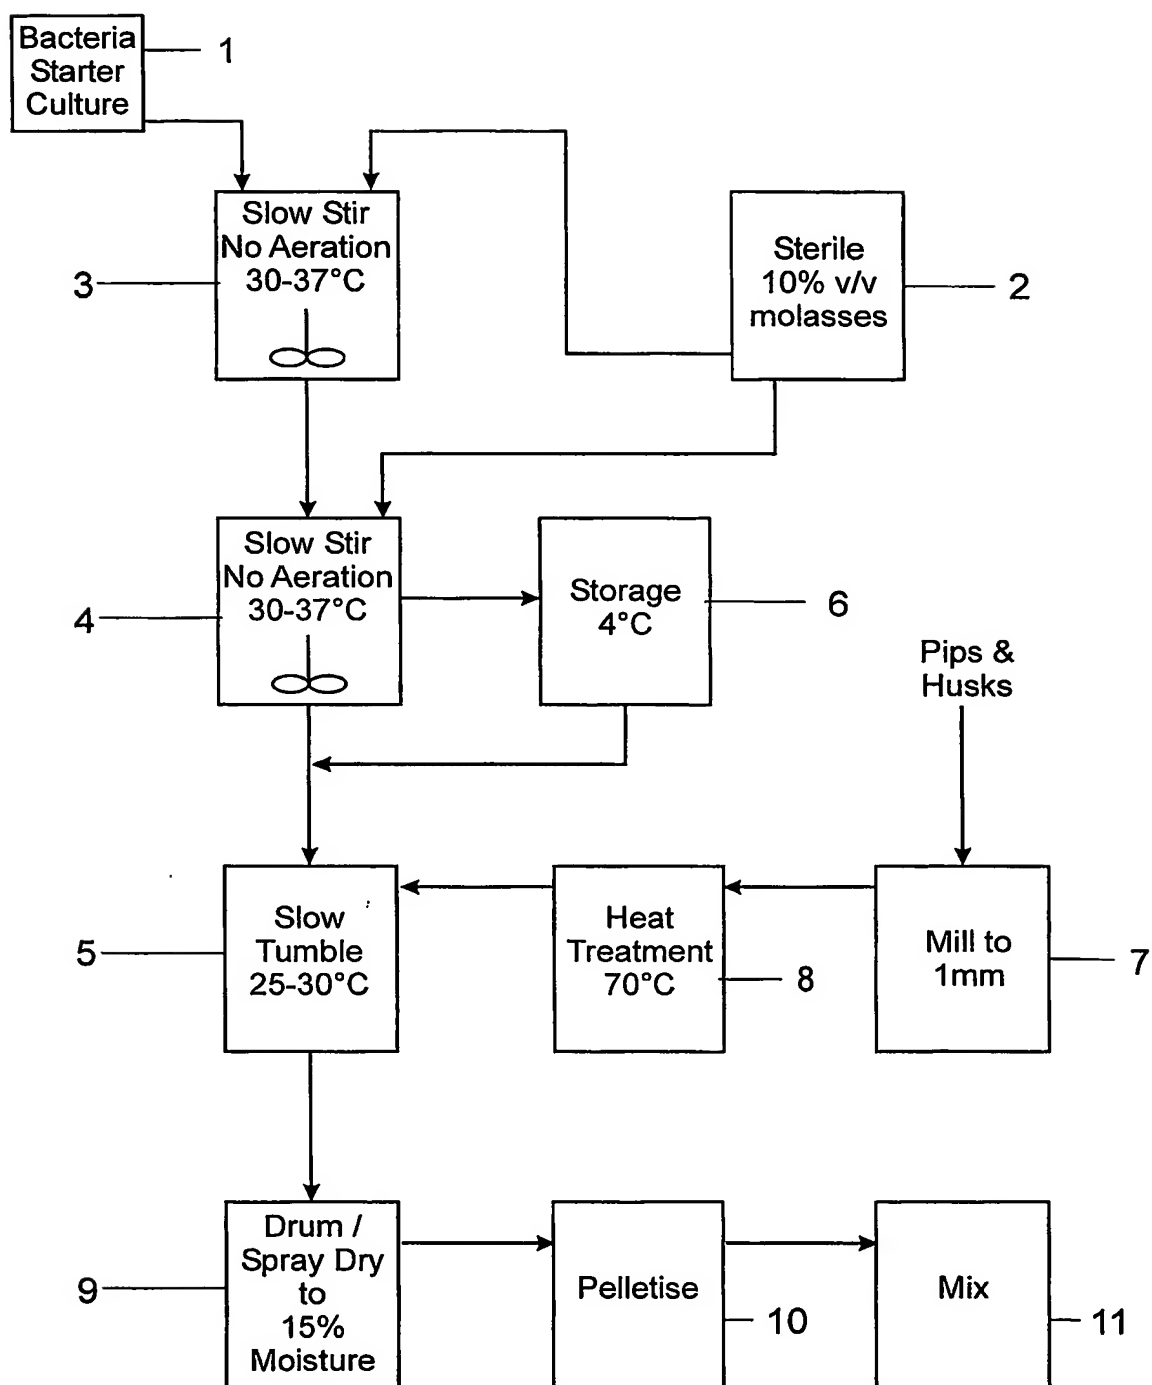 Bacteria
Starter
Culture
1
Slow Stir
No Aeration
30-37°C
3
Sterile
10% v/v
molasses
2
Slow Stir
No Aeration
30-37°C
4
Storage
4°C
6
Pips &
Husks
Slow
Tumble
25-30°C
5
Heat
Treatment
70°C
8
Mill to
1mm
7
Drum /
Spray Dry
to
15%
Moisture
9
Pelletise
10
Mix
11